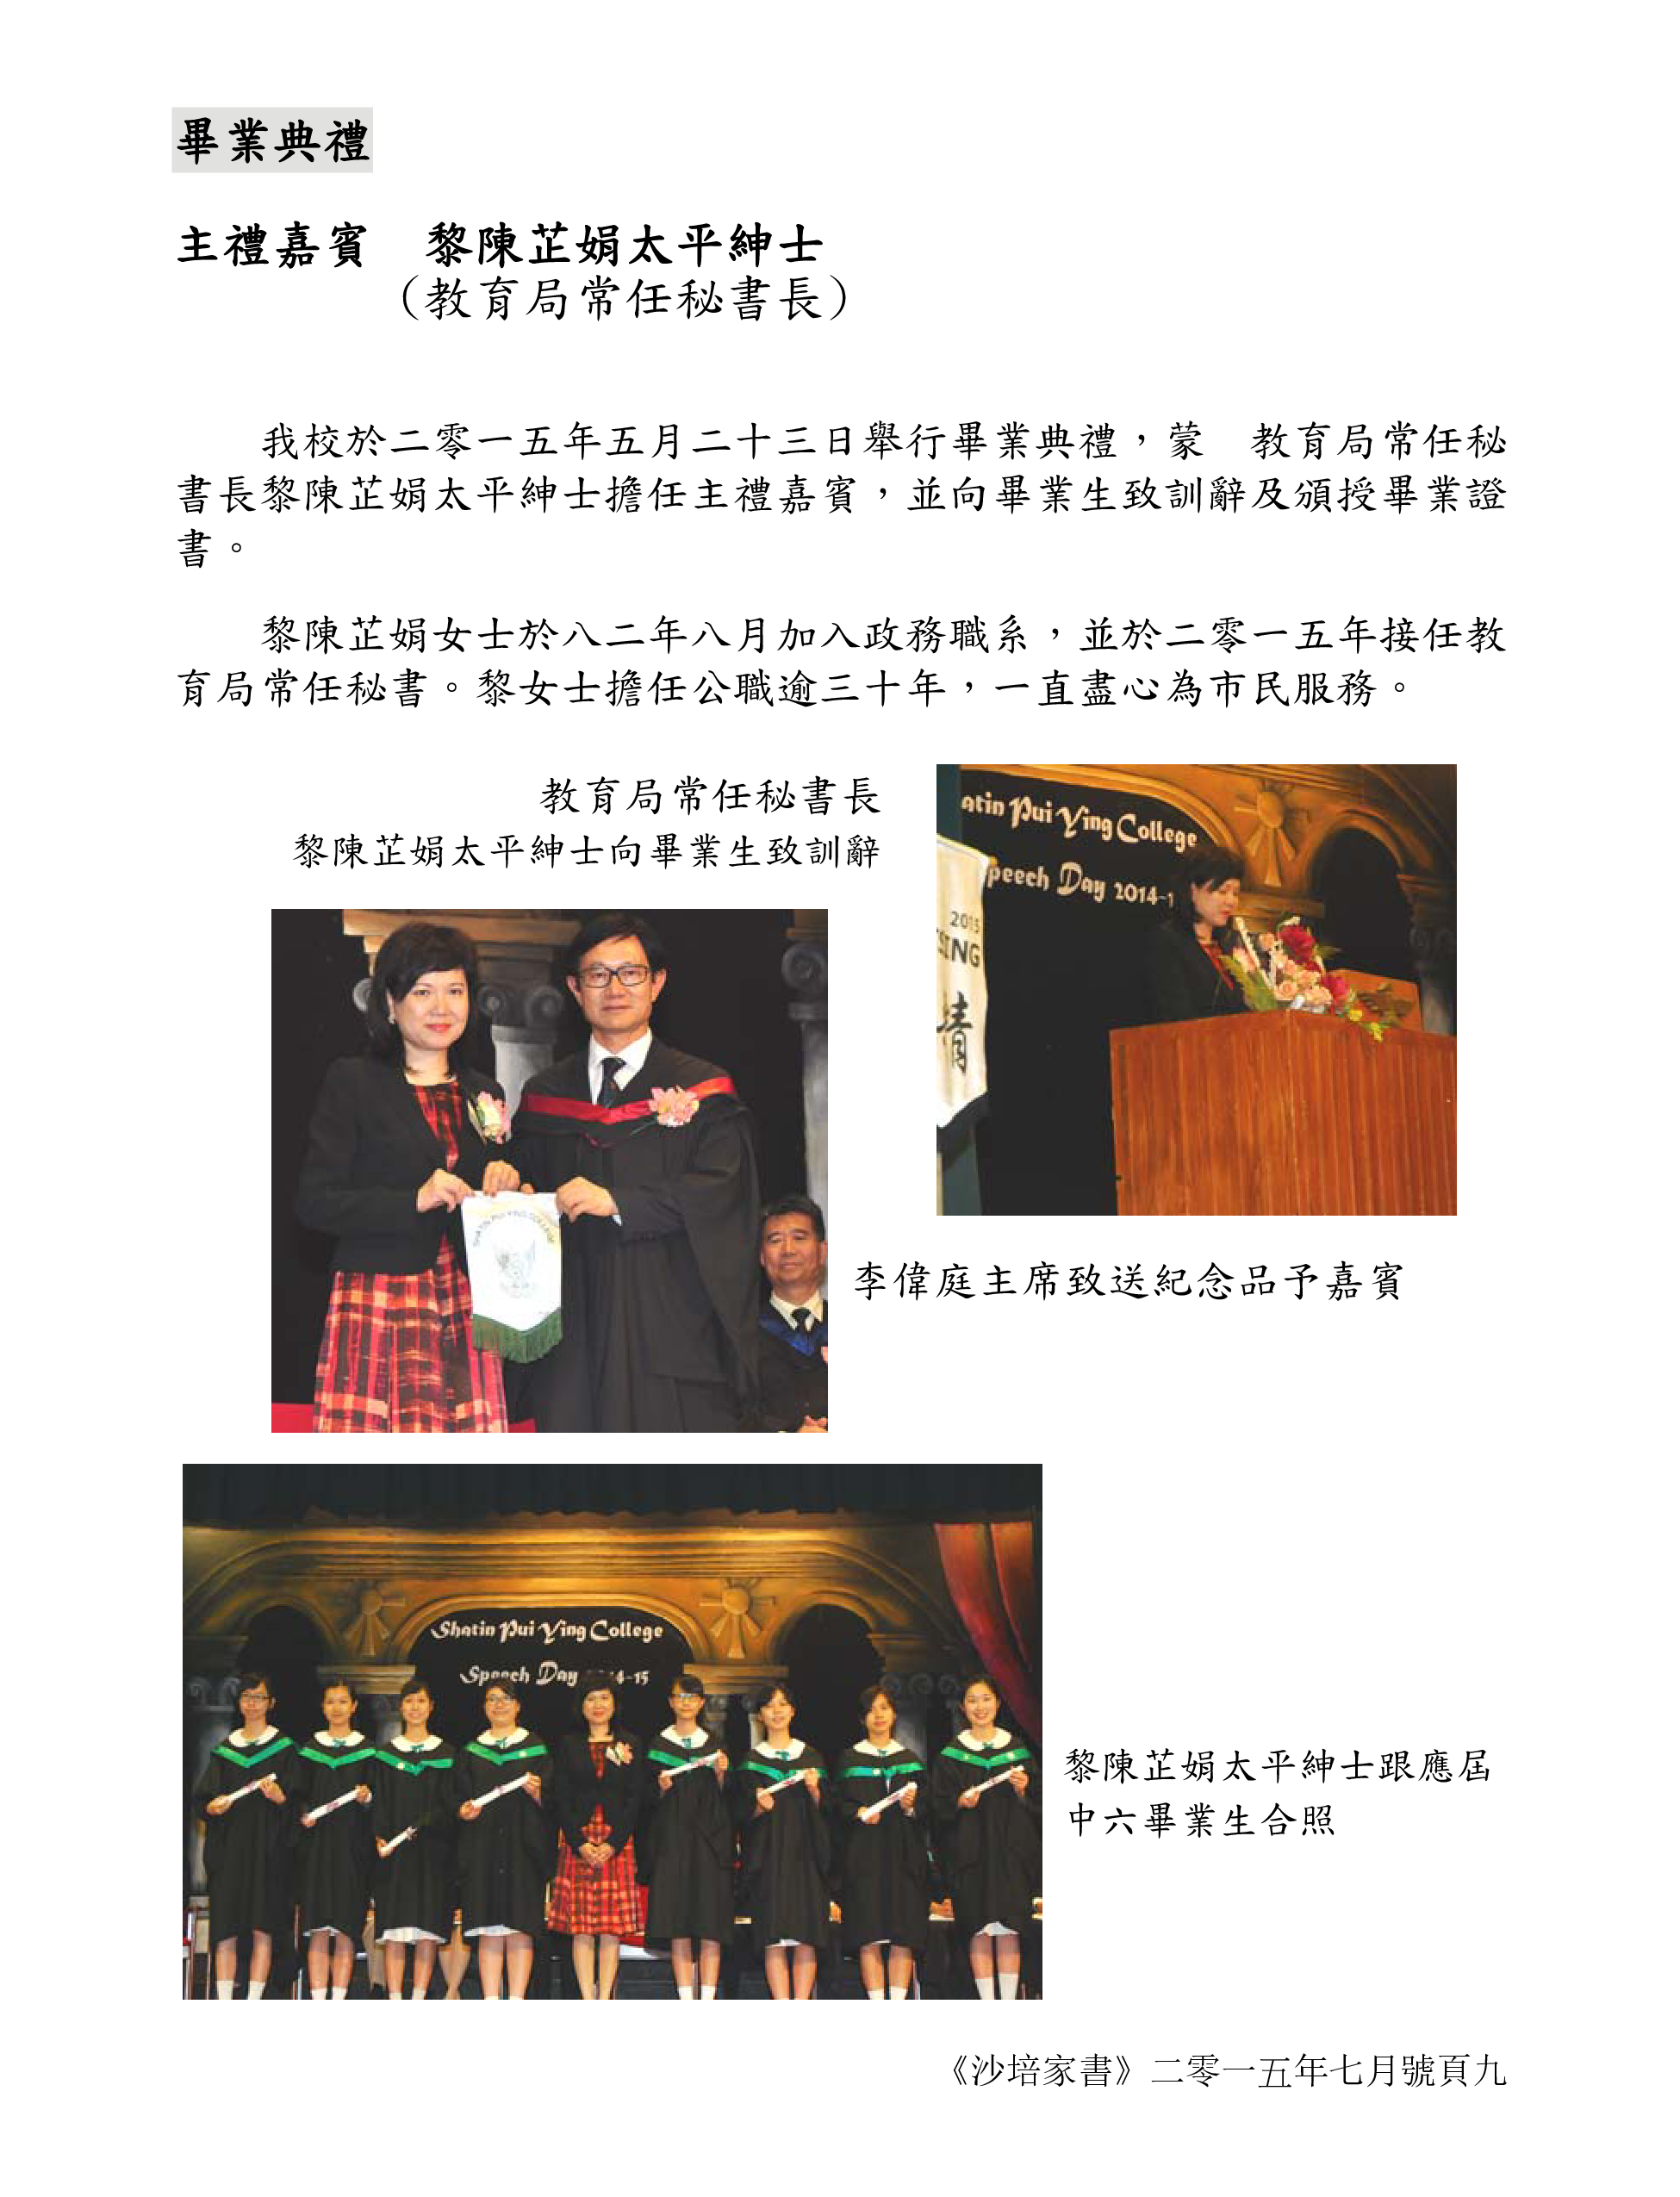 畢業典禮
主禮嘉賓　黎陳芷娟太平紳士
（教育局常任秘書長）
我校於二零一五年五月二十三日舉行畢業典禮，蒙　教育局常任秘
書長黎陳芷娟太平紳士擔任主禮嘉賓，並向畢業生致訓辭及頒授畢業證
書。
黎陳芷娟女士於八二年八月加入政務職系，並於二零一五年接任教
育局常任秘書。黎女士擔任公職逾三十年，一直盡心為市民服務。
教育局常任秘書長
黎陳芷娟太平紳士向畢業生致訓辭
atin Pui Ying College
peech Day 2014-1
2015
SING
清
SHATIN PUI YING COLLEGE
李偉庭主席致送紀念品予嘉賓
Shatin Pui Ying College
Speech Day 14-15
黎陳芷娟太平紳士跟應屆
中六畢業生合照
《沙培家書》二零一五年七月號頁九